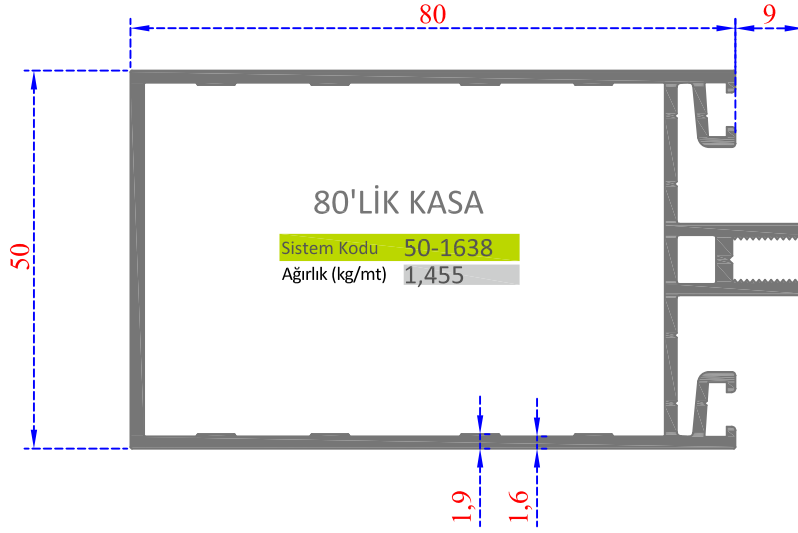 80
9
50
80'LİK KASA
Sistem Kodu 50-1638
Ağırlık (kg/mt) 1,455
1,9
1,6